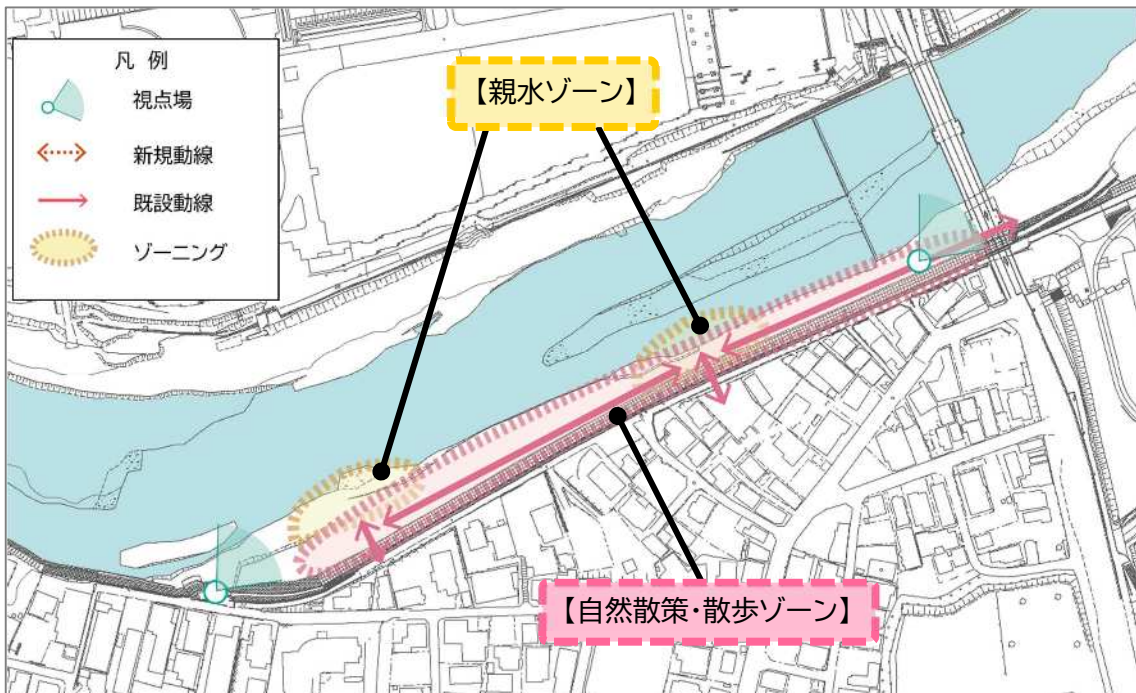 凡 例
視点場
新規動線
既設動線
ゾーニング
【親水ゾーン】
【自然散策・散歩ゾーン】